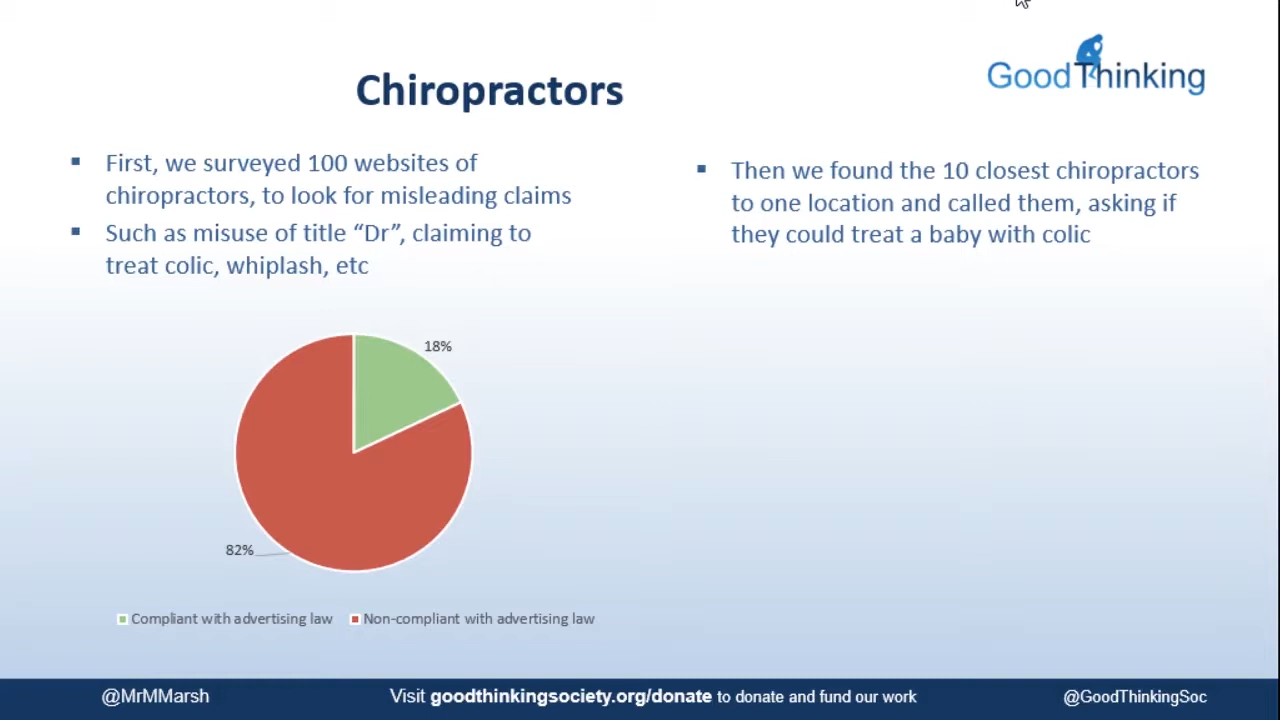 Good Thinking
Chiropractors
▪ First, we surveyed 100 websites of
chiropractors, to look for misleading claims
▪ Such as misuse of title “Dr”, claiming to
treat colic, whiplash, etc
▪ Then we found the 10 closest chiropractors
to one location and called them, asking if
they could treat a baby with colic
18%
82%
Compliant with advertising law
Non-compliant with advertising law
@MrMMarsh
Visit goodthinkingsociety.org/donate to donate and fund our work
@GoodThinkingSoc